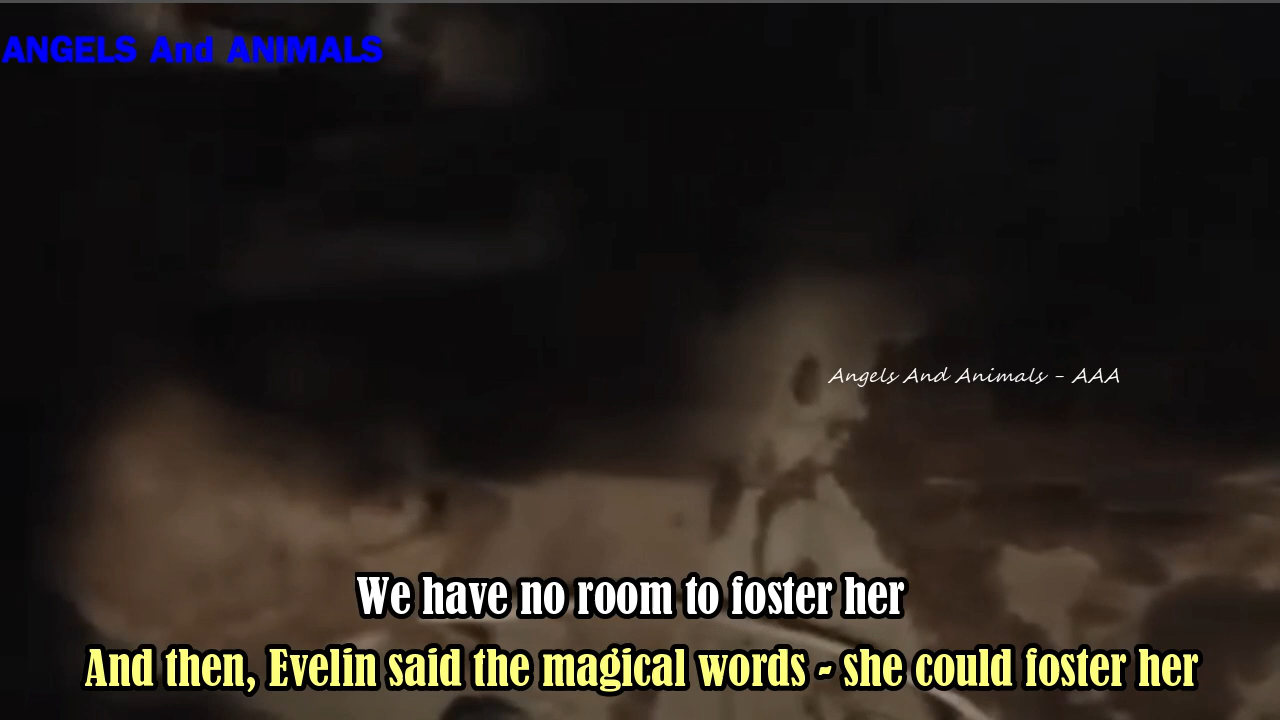 ANGELS And ANIMALS
Angels And Animals - AAA
We have no room to foster her
And then, Evelin said the magical words - she could foster her